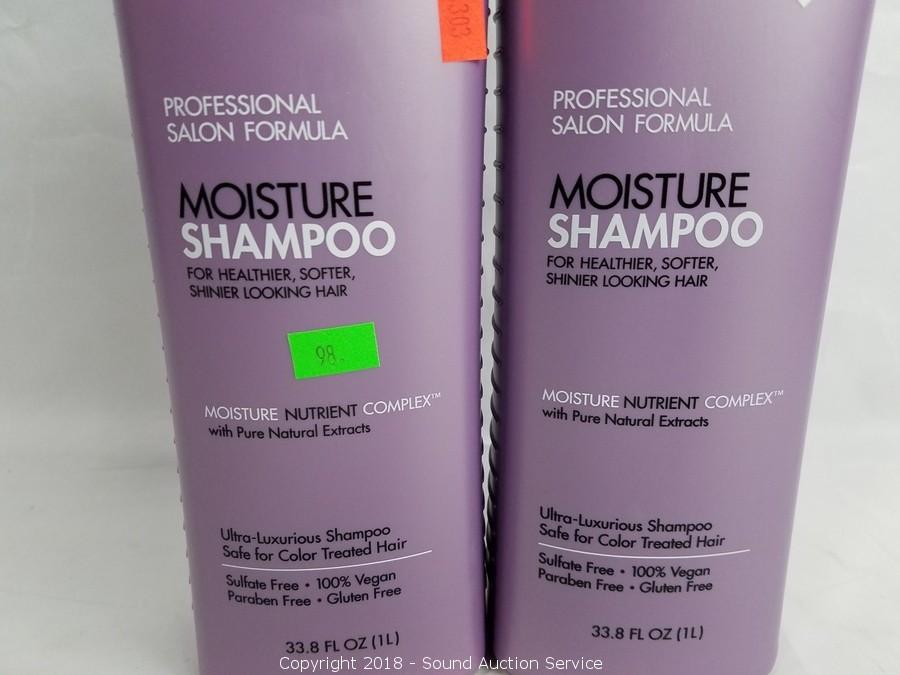 303
PROFESSIONAL
SALON FORMULA
MOISTURE
SHAMPOO
FOR HEALTHIER, SOFTER,
SHINIER LOOKING HAIR
98.
MOISTURE NUTRIENT COMPLEX™
with Pure Natural Extracts
Ultra-Luxurious Shampoo
Safe for Color Treated Hair
Sulfate Free • 100% Vegan
Paraben Free • Gluten Free
33.8 FL OZ (1L)
PROFESSIONAL
SALON FORMULA
MOISTURE
SHAMPOO
FOR HEALTHIER, SOFTER,
SHINIER LOOKING HAIR
MOISTURE NUTRIENT COMPLEX™
with Pure Natural Extracts
Ultra-Luxurious Shampoo
Safe for Color Treated Hair
Sulfate Free • 100% Vegan
Paraben Free • Gluten Free
33.8 FL OZ (1L)
Copyright 2018 - Sound Auction Service